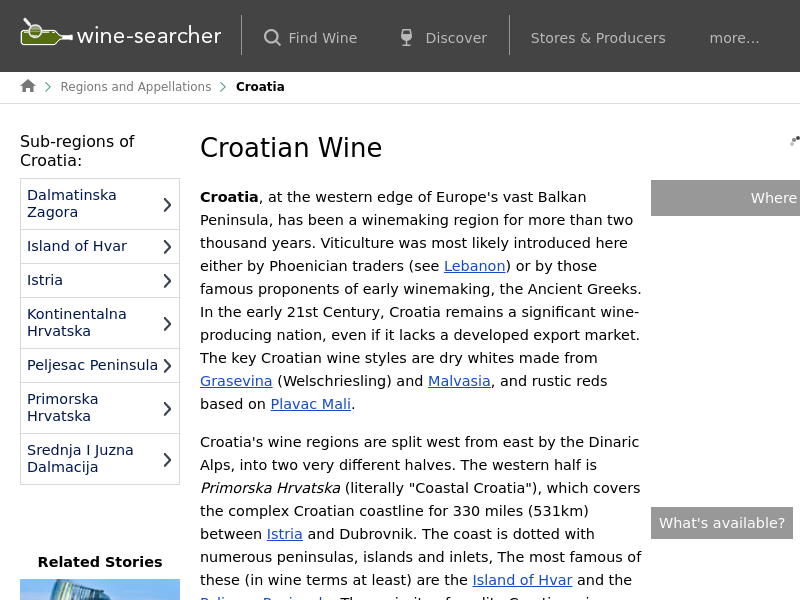 wine-searcher
Find Wine
Discover
Stores & Producers
more...
Regions and Appellations
Croatia
Sub-regions of
Croatia:
Dalmatinska
Zagora
Island of Hvar
Istria
Kontinentalna
Hrvatska
Peljesac Peninsula
Primorska
Hrvatska
Srednja I Juzna
Dalmacija
Related Stories
Croatian Wine
Croatia, at the western edge of Europe's vast Balkan
Peninsula, has been a winemaking region for more than two
thousand years. Viticulture was most likely introduced here
either by Phoenician traders (see Lebanon) or by those
famous proponents of early winemaking, the Ancient Greeks.
In the early 21st Century, Croatia remains a significant wine-
producing nation, even if it lacks a developed export market.
The key Croatian wine styles are dry whites made from
Grasevina (Welschriesling) and Malvasia, and rustic reds
based on Plavac Mali.
Croatia's wine regions are split west from east by the Dinaric
Alps, into two very different halves. The western half is
Primorska Hrvatska (literally "Coastal Croatia"), which covers
the complex Croatian coastline for 330 miles (531km)
between Istria and Dubrovnik. The coast is dotted with
numerous peninsulas, islands and inlets, The most famous of
these (in wine terms at least) are the Island of Hvar and the
Where
What's available?